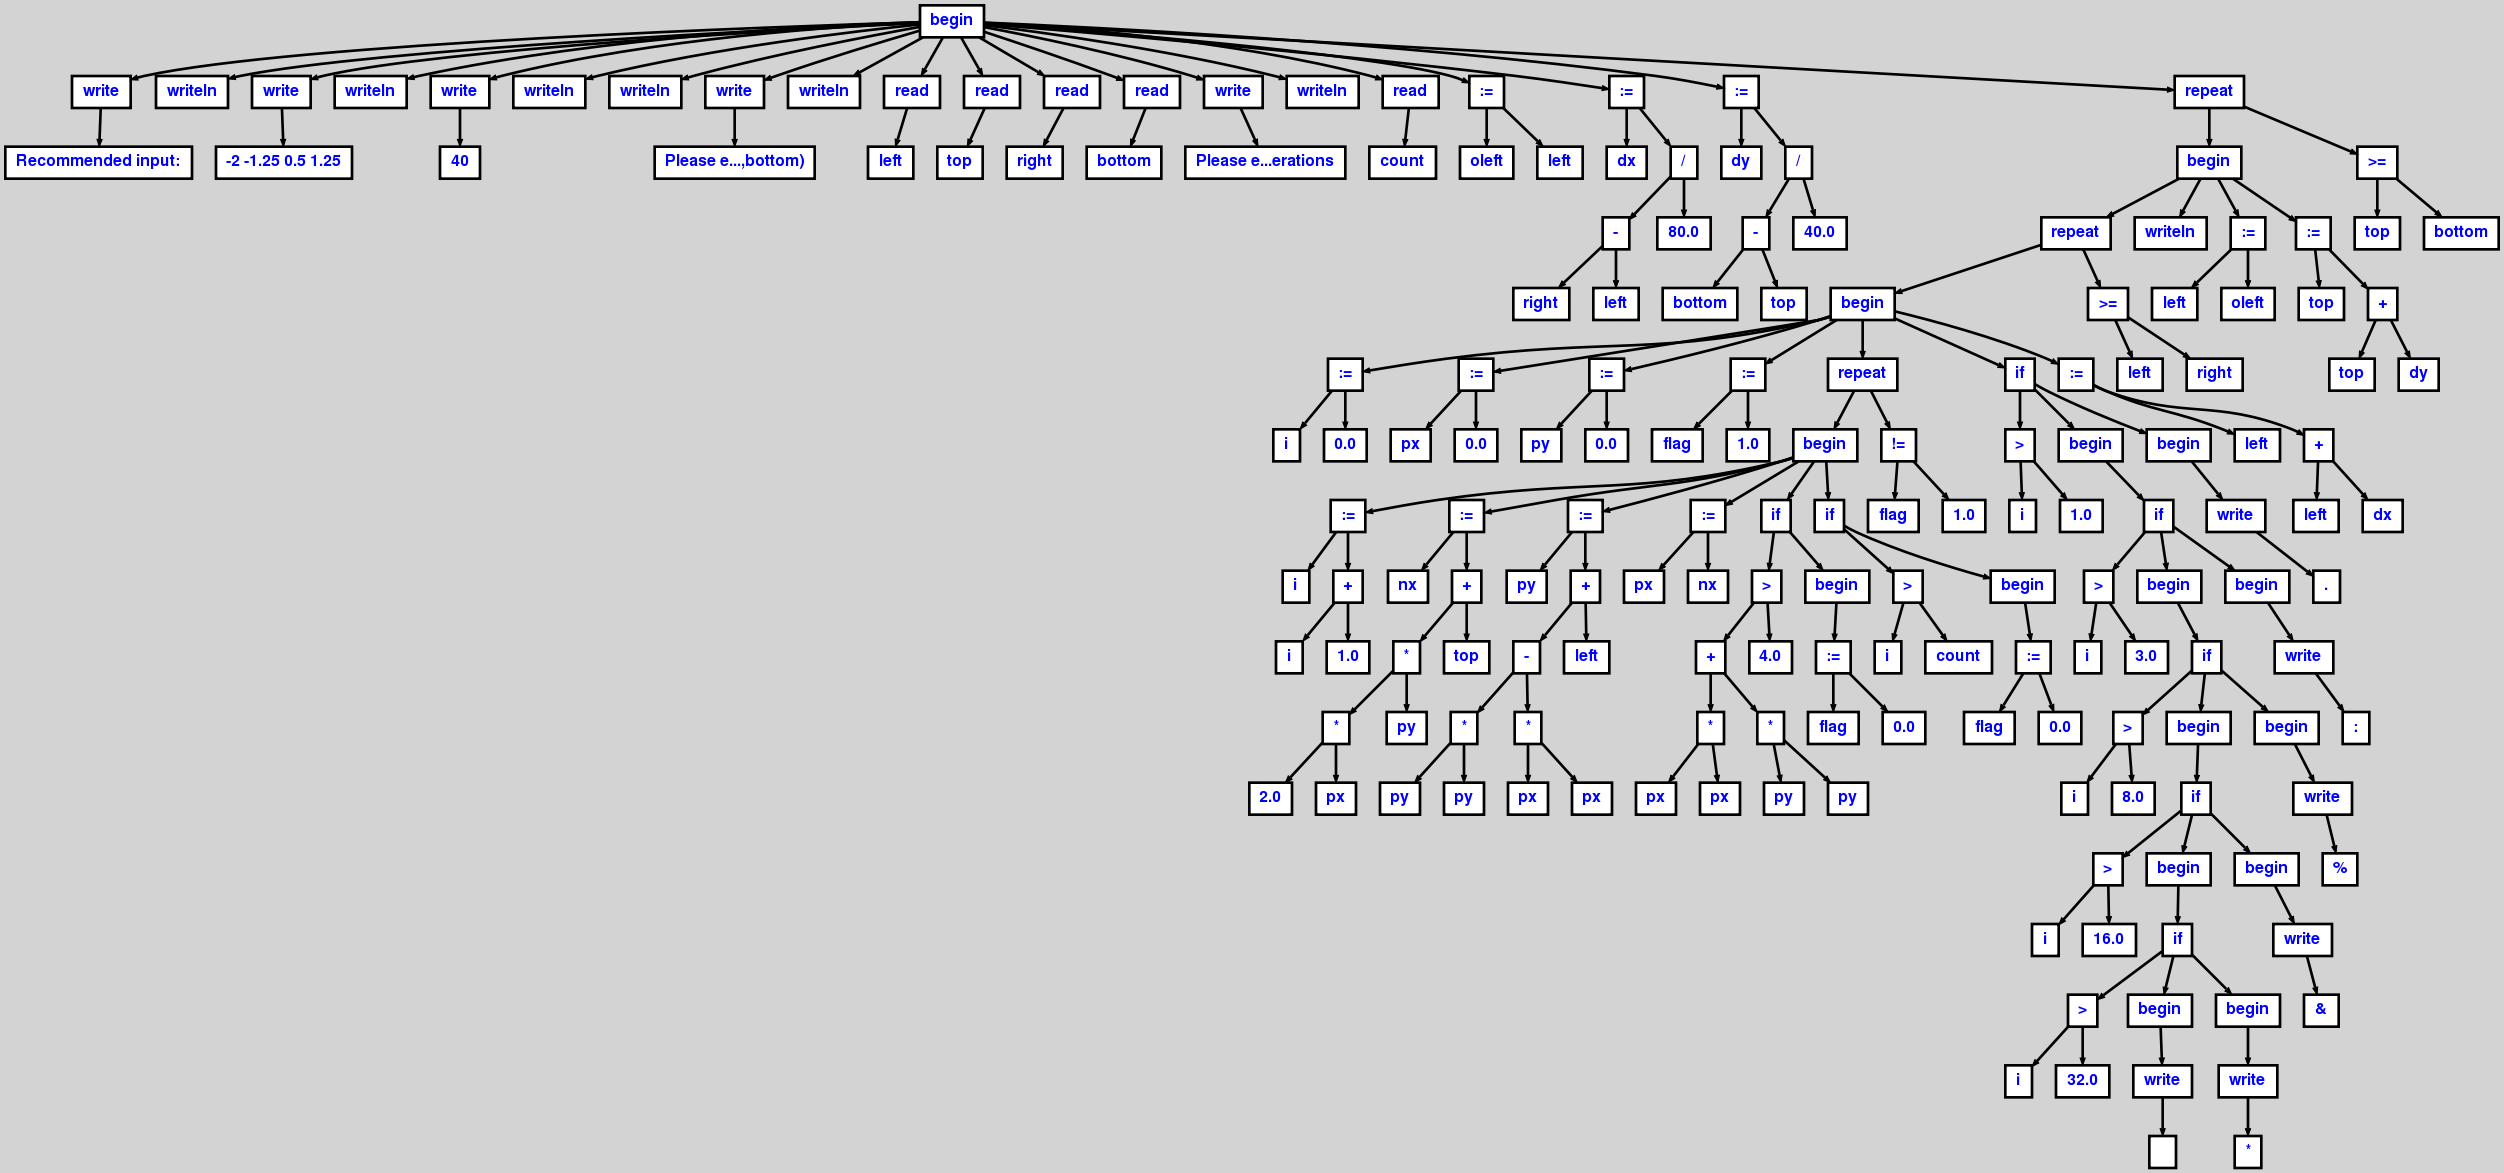 begin
write writeln write writeln write writeln writeln write writeln read read read read write writeln read := := := repeat
Recommended input: -2 -1.25 0.5 1.25 40 Please e...,bottom) left top right bottom Please e...erations count oleft left dx / dy / begin >=
- 80.0 - 40.0 repeat writeln := := top bottom
right left bottom top begin >= left oleft top +
:= := := := repeat if := left right top dy
i 0.0 px 0.0 py 0.0 flag 1.0 begin != > begin begin left +
:= := := := if if flag 1.0 i 1.0 if write left dx
i + nx + py + px nx > begin > begin > begin begin .
i 1.0 * top - left + 4.0 := i count := i 3.0 if write
* py * * * * flag 0.0 flag 0.0 > begin begin :
2.0 px py py px px px px py py i 8.0 if write
> begin begin %
i 16.0 if write
> begin begin &
i 32.0 write write
*